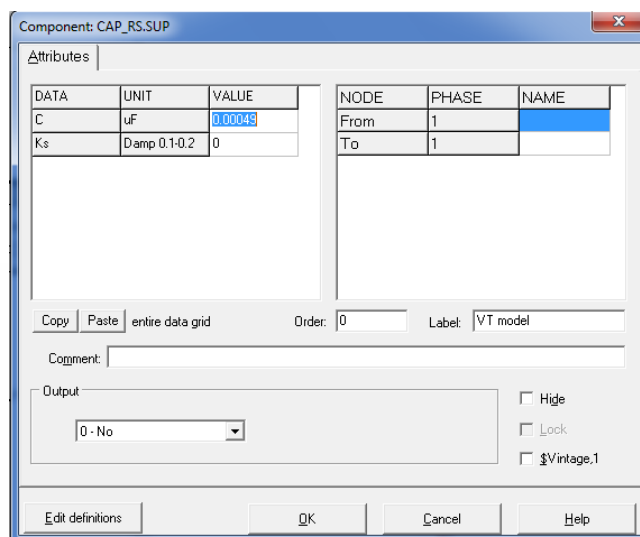 Component: CAP_RS.SUP
Attributes
DATA UNIT VALUE
C uF 0.00049
Ks Damp 0.1-0.2 0
NODE PHASE NAME
From 1
To 1
Copy Paste entire data grid Order: 0 Label: VT model
Comment:
Output
0 - No
Hide
Lock
$Vintage,1
Edit definitions OK Cancel Help